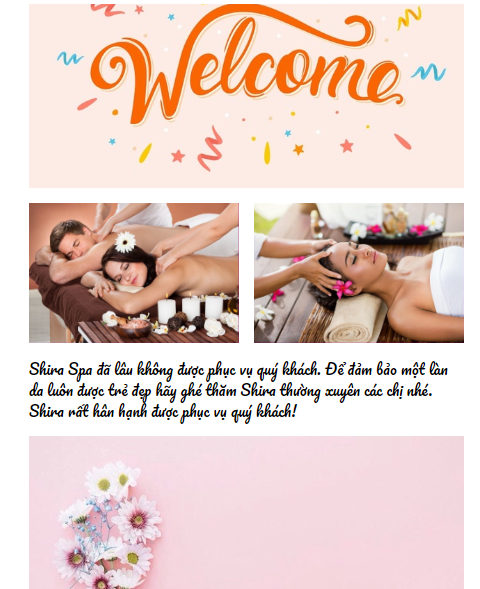 Welcome
Shira Spa đã lâu không được phục vụ quý khách. Để đảm bảo một làn
da luôn được trẻ đẹp hãy ghé thăm Shira thường xuyên các chị nhé.
Shira rất hân hạnh được phục vụ quý khách!